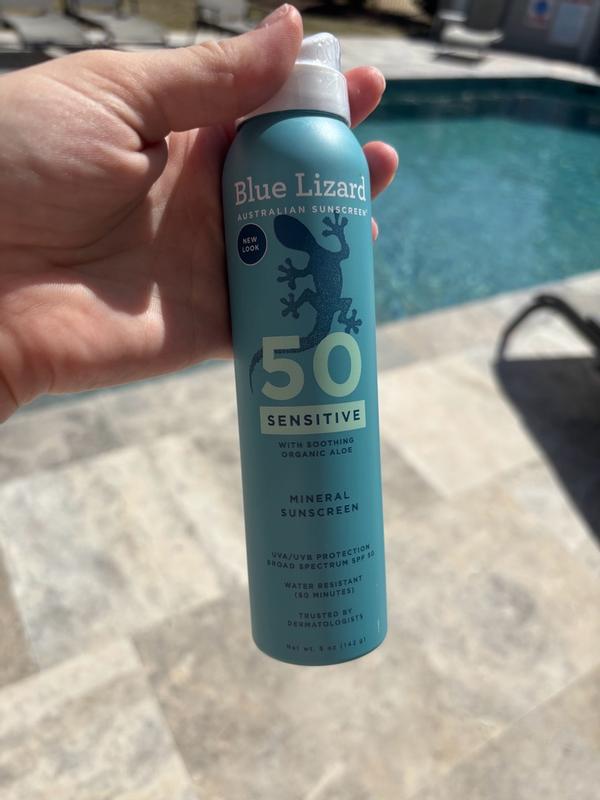 Blue Lizard
AUSTRALIAN SUNSCREEN®
NEW
LOOK
50
SENSITIVE
WITH SOOTHING
ORGANIC ALOE
MINERAL
SUNSCREEN
UVA/UVB PROTECTION
BROAD SPECTRUM SPF 50
WATER RESISTANT
(80 MINUTES)
TRUSTED BY
DERMATOLOGISTS
Net wt. 5 oz (142 g)